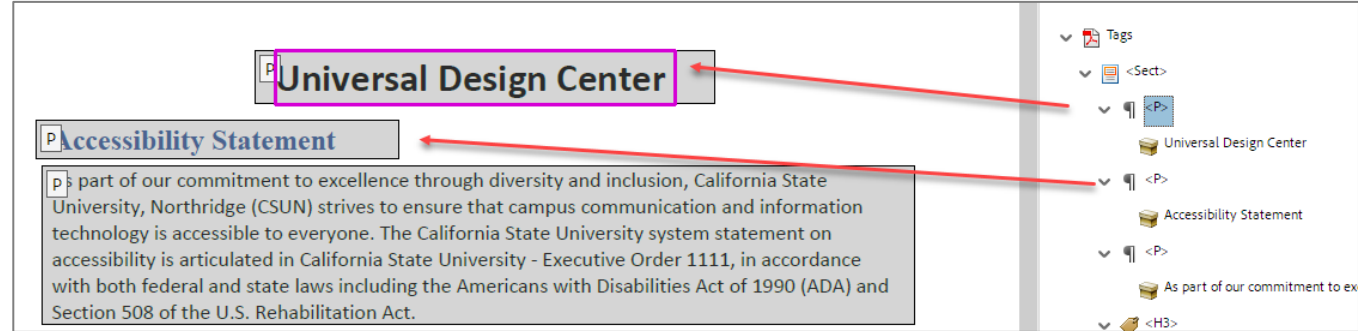 P Universal Design Center
P Accessibility Statement
P As part of our commitment to excellence through diversity and inclusion, California State
University, Northridge (CSUN) strives to ensure that campus communication and information
technology is accessible to everyone. The California State University system statement on
accessibility is articulated in California State University - Executive Order 1111, in accordance
with both federal and state laws including the Americans with Disabilities Act of 1990 (ADA) and
Section 508 of the U.S. Rehabilitation Act.
Tags
<Sect>
<P>
Universal Design Center
<P>
Accessibility Statement
<P>
As part of our commitment to ex
<H3>